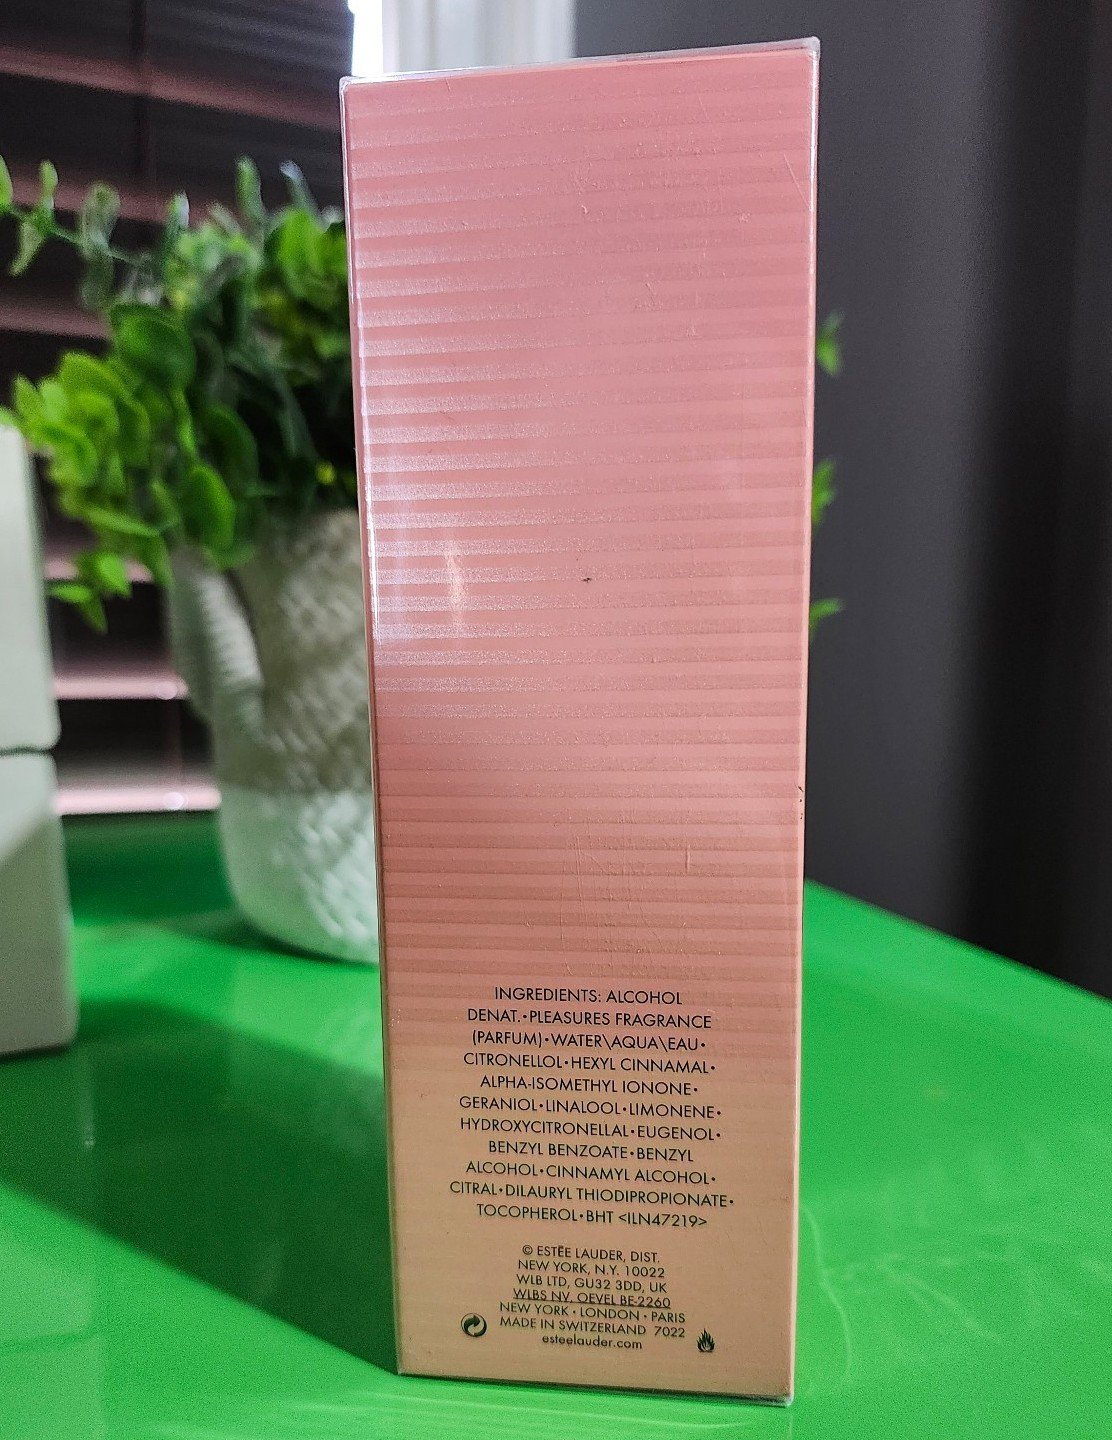 INGREDIENTS: ALCOHOL
DENAT.•PLEASURES FRAGRANCE
(PARFUM)•WATER\AQUA\EAU•
CITRONELLOL•HEXYL CINNAMAL•
ALPHA-ISOMETHYL IONONE•
GERANIOL•LINALOOL•LIMONENE•
HYDROXYCITRONELLAL•EUGENOL•
BENZYL BENZOATE•BENZYL
ALCOHOL•CINNAMYL ALCOHOL•
CITRAL•DILAURYL THIODIPROPIONATE•
TOCOPHEROL•BHT <ILN47219>
© ESTĒE LAUDER, DIST.
NEW YORK, N.Y. 10022
WLB LTD, GU32 3DD, UK
WLBS NV, OEVEL BE-2260
NEW YORK • LONDON • PARIS
MADE IN SWITZERLAND 7022
esteelauder.com